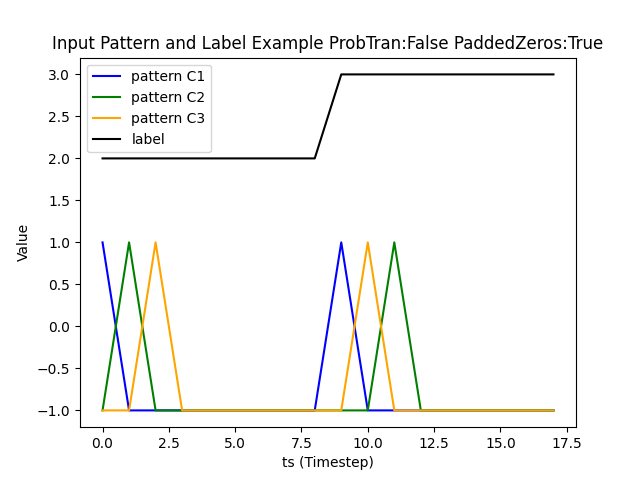 Input Pattern and Label Example ProbTran:False PaddedZeros:True
3.0
2.5
2.0
1.5
1.0
0.5
0.0
−0.5
−1.0
Value
pattern C1
pattern C2
pattern C3
label
0.0 2.5 5.0 7.5 10.0 12.5 15.0 17.5
ts (Timestep)